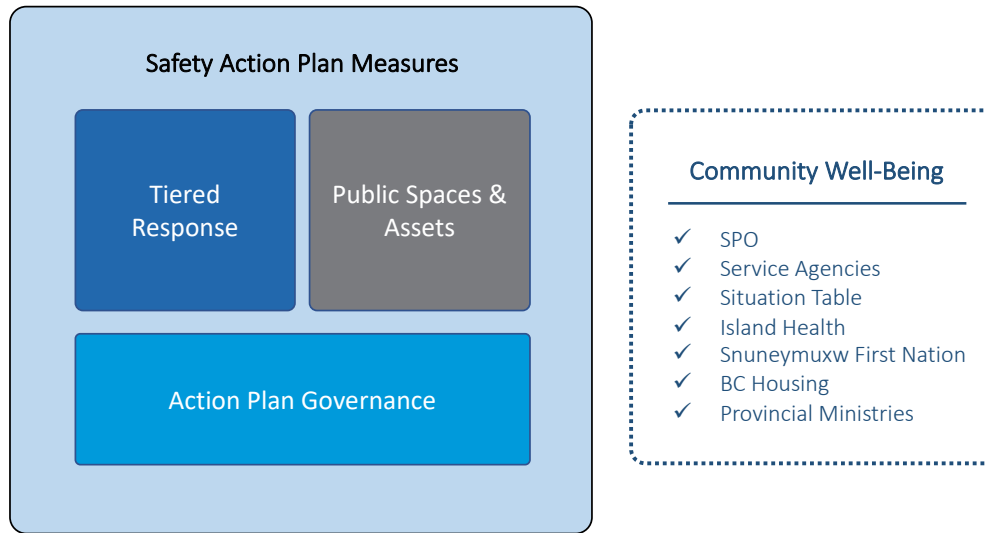 Safety Action Plan Measures
Tiered
Response
Public Spaces &
Assets
Action Plan Governance
Community Well-Being
✓ SPO
✓ Service Agencies
✓ Situation Table
✓ Island Health
✓ Snuneymuxw First Nation
✓ BC Housing
✓ Provincial Ministries